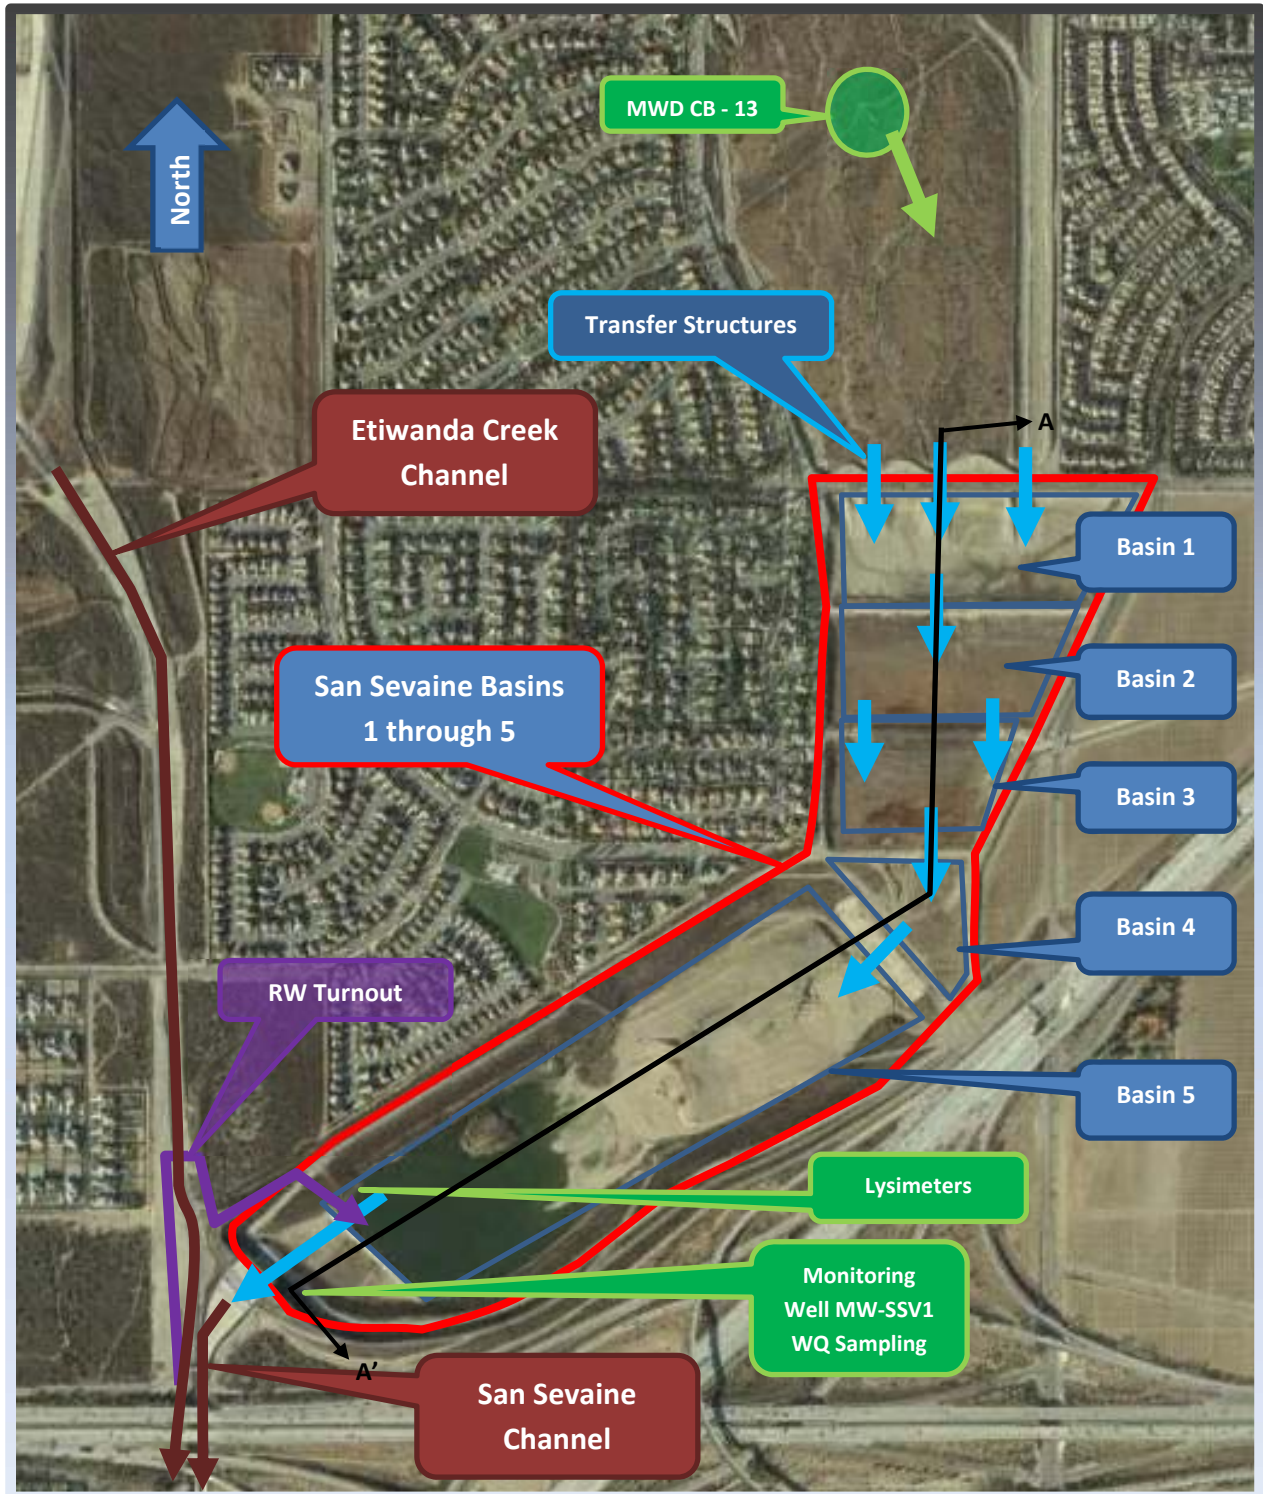 MWD CB - 13
North
Transfer Structures
A
Etiwanda Creek
Channel
Basin 1
San Sevaine Basins
1 through 5
Basin 2
Basin 3
Basin 4
RW Turnout
Basin 5
Lysimeters
Monitoring
Well MW-SSV1
WQ Sampling
A'
San Sevaine
Channel